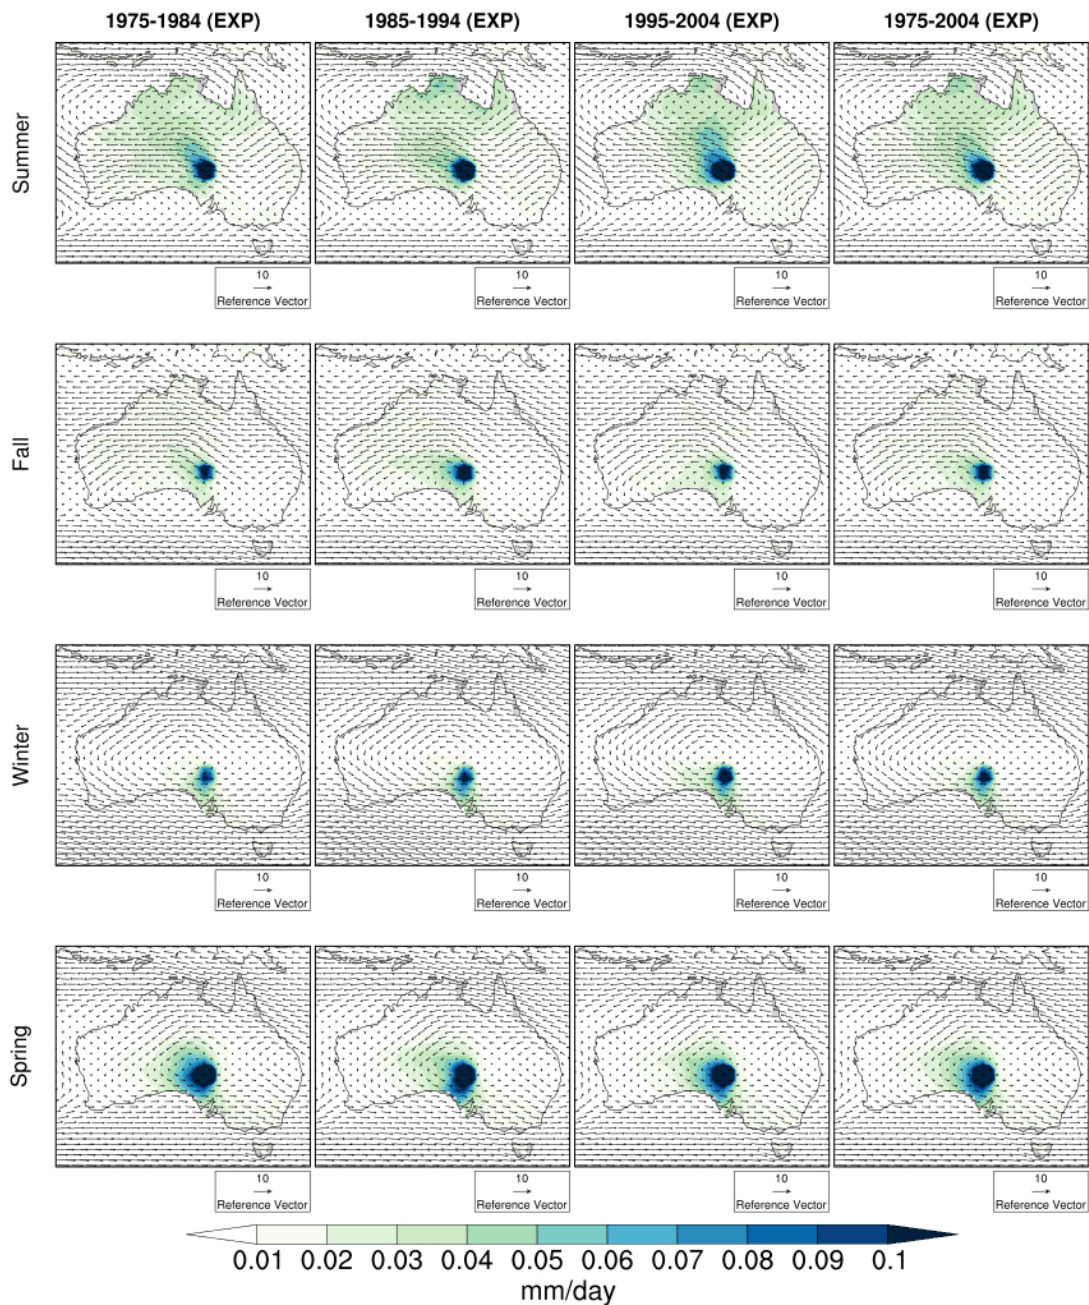 1975-1984 (EXP) 1985-1994 (EXP) 1995-2004 (EXP) 1975-2004 (EXP)
Summer
10 10 10 10
Reference Vector Reference Vector Reference Vector Reference Vector
Fall
10 10 10 10
Reference Vector Reference Vector Reference Vector Reference Vector
Winter
10 10 10 10
Reference Vector Reference Vector Reference Vector Reference Vector
Spring
10 10 10 10
Reference Vector Reference Vector Reference Vector Reference Vector
0.01 0.02 0.03 0.04 0.05 0.06 0.07 0.08 0.09 0.1
mm/day